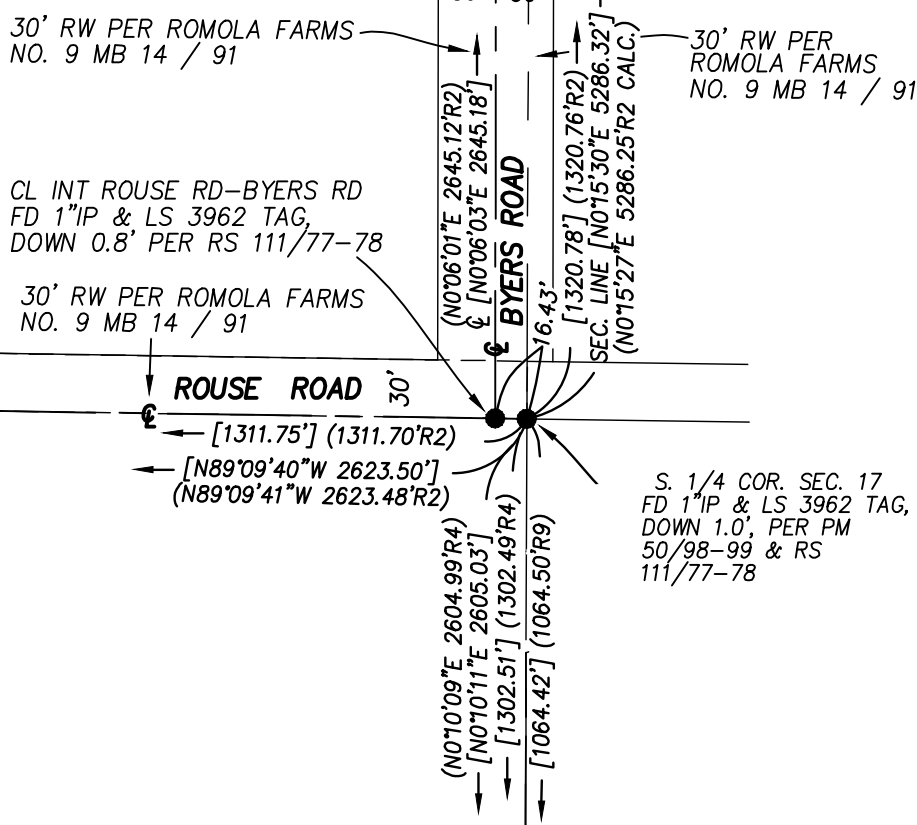 30' RW PER ROMOLA FARMS
NO. 9 MB 14 / 91
30' RW PER
ROMOLA FARMS
NO. 9 MB 14 / 91
(N0°06'01"E 2645.12'R2)
℄ [N0°06'03"E 2645.18']
BYERS ROAD
℄
16.43'
[1320.78'] (1320.76'R2)
SEC. LINE [N0°15'30"E 5286.32']
(N0°15'27"E 5286.25'R2 CALC.)
CL INT ROUSE RD-BYERS RD
FD 1"IP & LS 3962 TAG,
DOWN 0.8' PER RS 111/77-78
30' RW PER ROMOLA FARMS
NO. 9 MB 14 / 91
ROUSE ROAD 30'
℄
[1311.75'] (1311.70'R2)
[N89°09'40"W 2623.50']
(N89°09'41"W 2623.48'R2)
S. 1/4 COR. SEC. 17
FD 1"IP & LS 3962 TAG,
DOWN 1.0', PER PM
50/98-99 & RS
111/77-78
(N0°10'09"E 2604.99'R4)
[N0°10'11"E 2605.03']
[1302.51'] (1302.49'R4)
[1064.42'] (1064.50'R9)